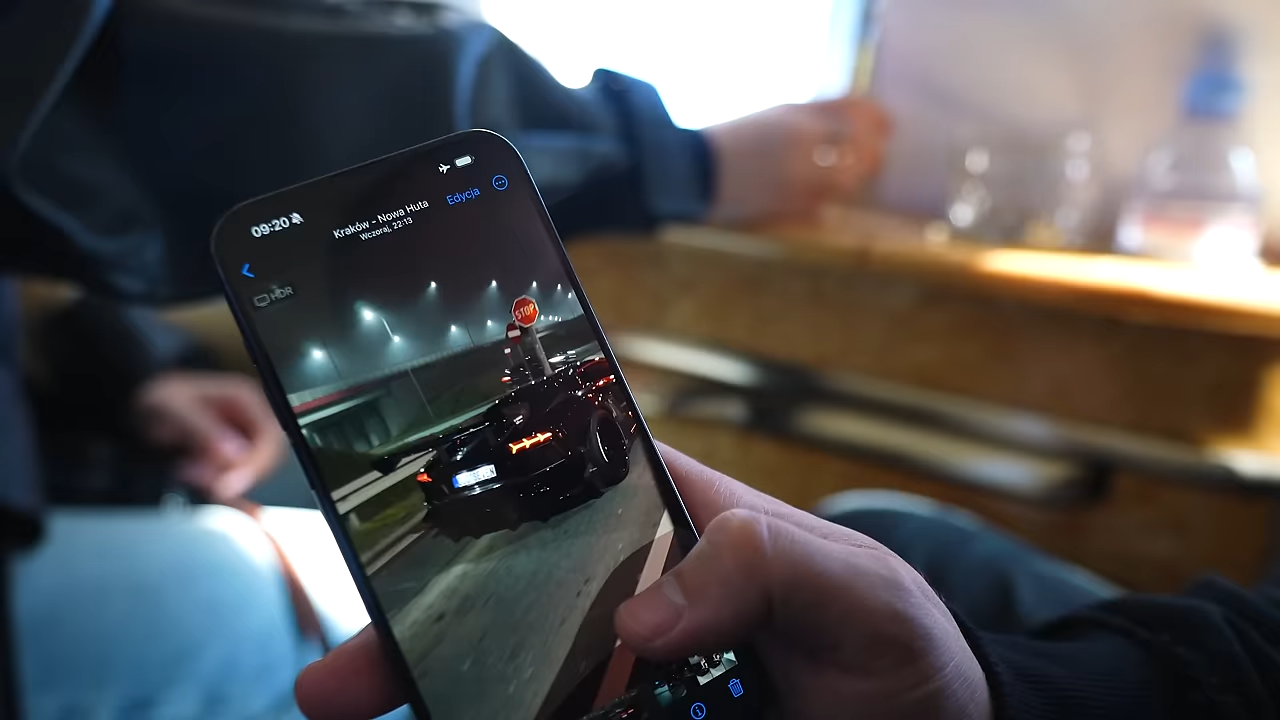 09:20
Kraków - Nowa Huta
Wczoraj, 22:13
Edycja
HDR
STOP